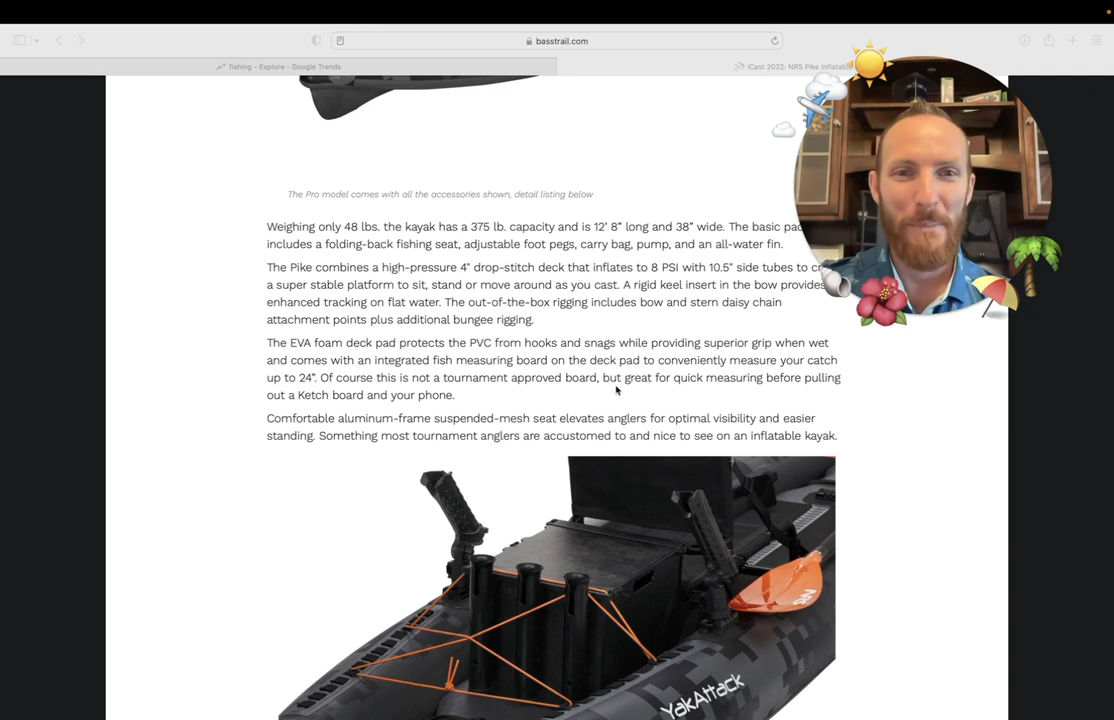 basstrail.com
fishing - Explore - Google Trends
iCast 2022: NRS Pike Inflatable
The Pro model comes with all the accessories shown, detail listing below
Weighing only 48 lbs. the kayak has a 375 lb. capacity and is 12' 8" long and 38" wide. The basic
includes a folding-back fishing seat, adjustable foot pegs, carry bag, pump, and an all-water fin.
The Pike combines a high-pressure 4" drop-stitch deck that inflates to 8 PSI with 10.5" side tubes to
a super stable platform to sit, stand or move around as you cast. A rigid keel insert in the bow provides
enhanced tracking on flat water. The out-of-the-box rigging includes bow and stern daisy chain
attachment points plus additional bungee rigging.
The EVA foam deck pad protects the PVC from hooks and snags while providing superior grip when wet
and comes with an integrated fish measuring board on the deck pad to conveniently measure your catch
up to 24". Of course this is not a tournament approved board, but great for quick measuring before pulling
out a Ketch board and your phone.
Comfortable aluminum-frame suspended-mesh seat elevates anglers for optimal visibility and easier
standing. Something most tournament anglers are accustomed to and nice to see on an inflatable kayak.
NRS
YakAttack